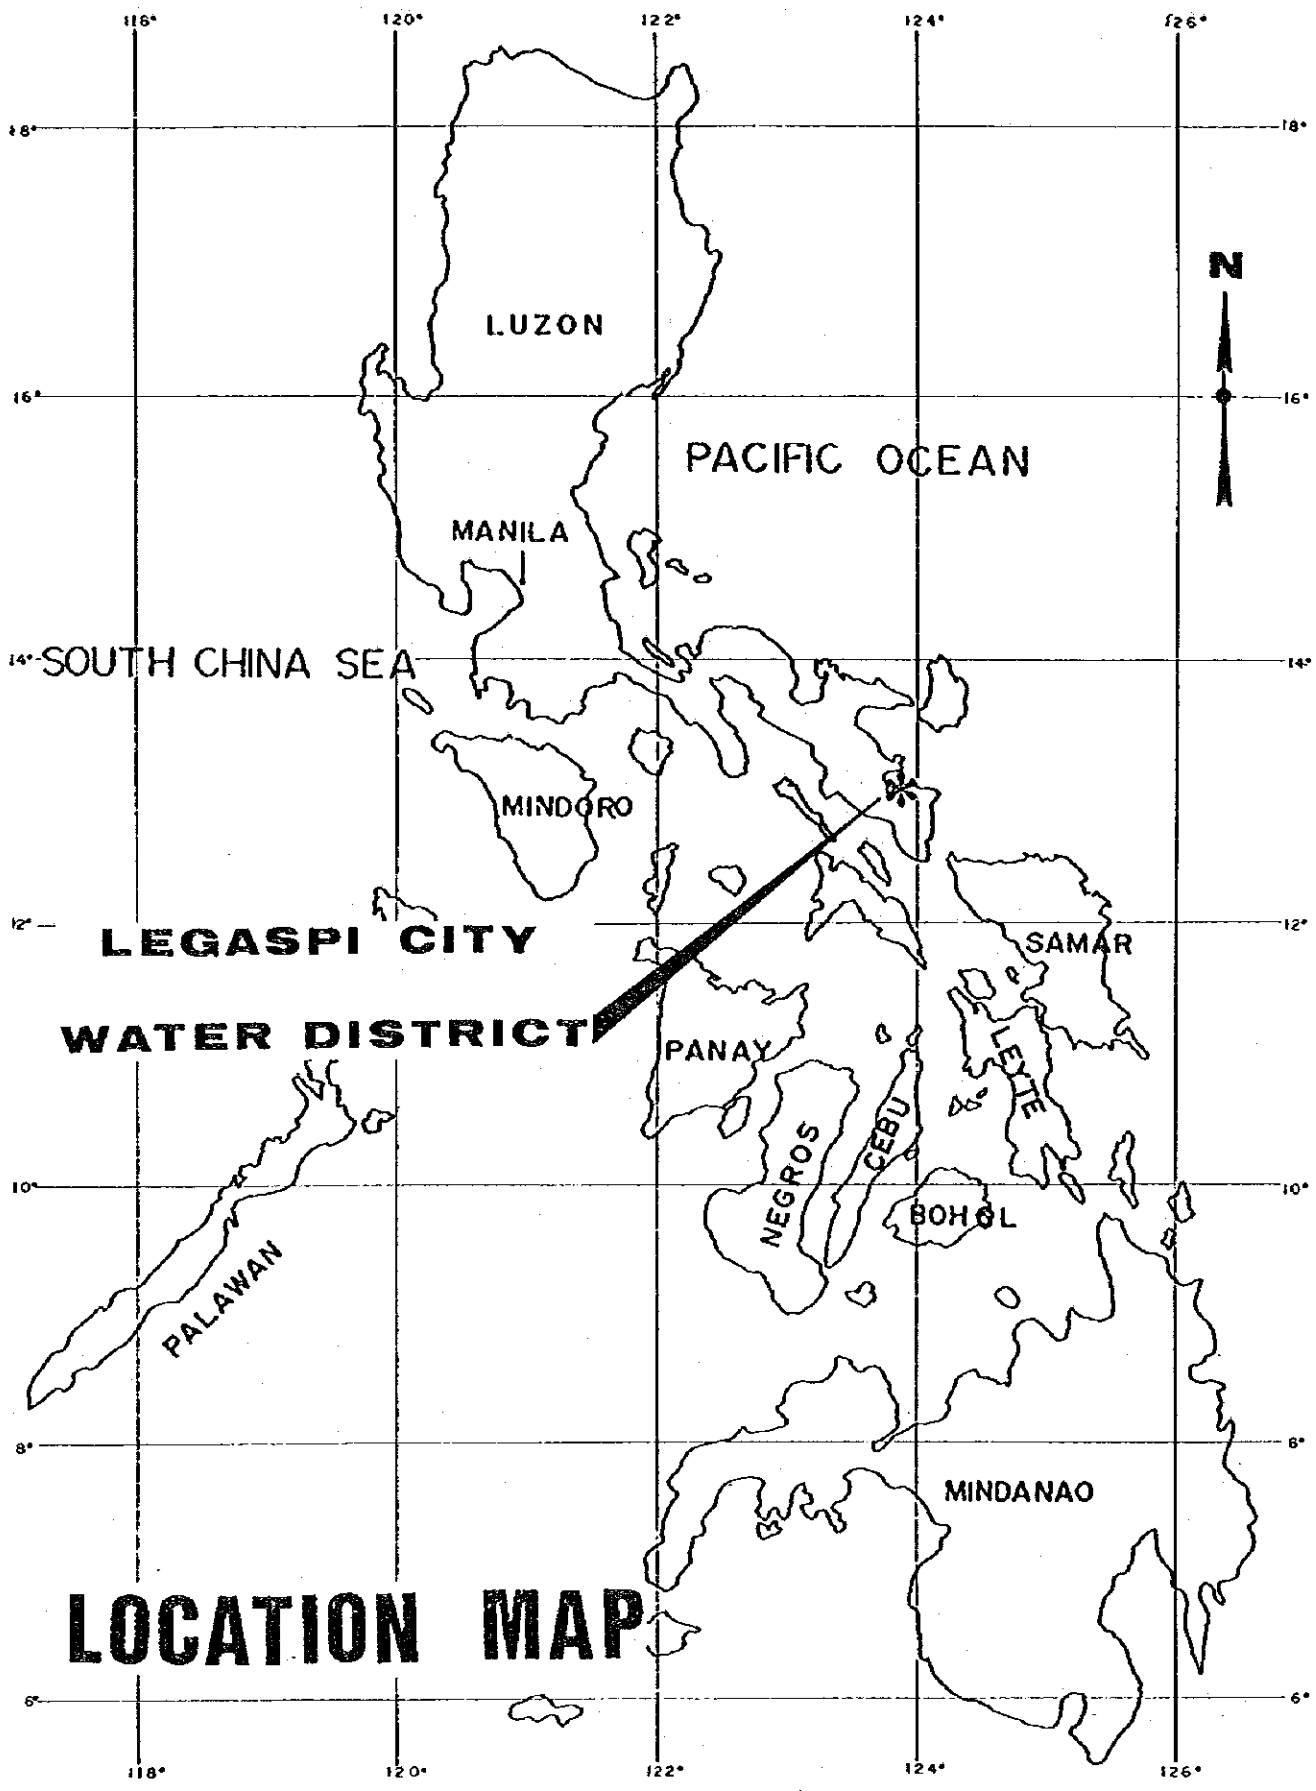 118° 120° 122° 124° 126°
18° 18°
N
LUZON
16° 16°
PACIFIC OCEAN
MANILA
14° SOUTH CHINA SEA 14°
MINDORO
12° 12°
LEGASPI CITY
SAMAR
WATER DISTRICT
PANAY
LEYTE
CEBU
NEGROS
10° 10°
BOHOL
PALAWAN
8° 8°
MINDANAO
LOCATION MAP
6° 6°
118° 120° 122° 124° 126°